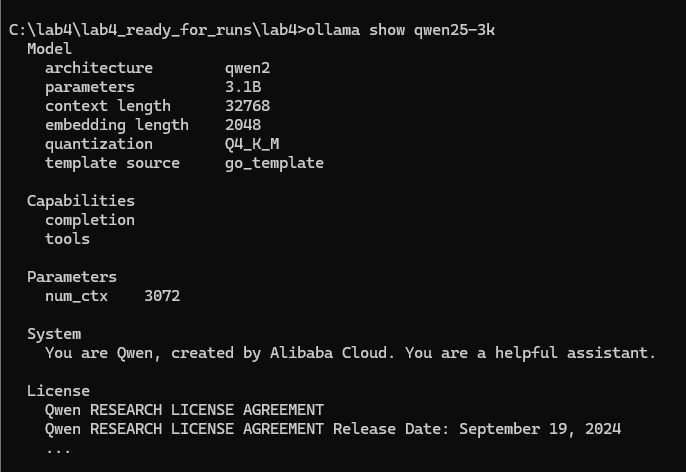 C:\lab4\lab4_ready_for_runs\lab4>ollama show qwen25-3k
Model
architecture qwen2
parameters 3.1B
context length 32768
embedding length 2048
quantization Q4_K_M
template source go_template
Capabilities
completion
tools
Parameters
num_ctx 3072
System
You are Qwen, created by Alibaba Cloud. You are a helpful assistant.
License
Qwen RESEARCH LICENSE AGREEMENT
Qwen RESEARCH LICENSE AGREEMENT Release Date: September 19, 2024
...